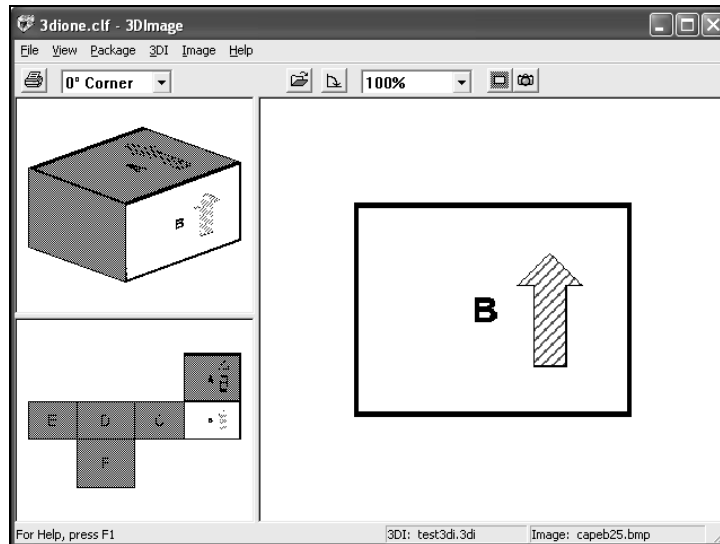 3dione.clf - 3DImage
File View Package 3DI Image Help
0° Corner 100%
A
B
B
A
E D C B
F
For Help, press F1 3DI: test3di.3di Image: capeb25.bmp